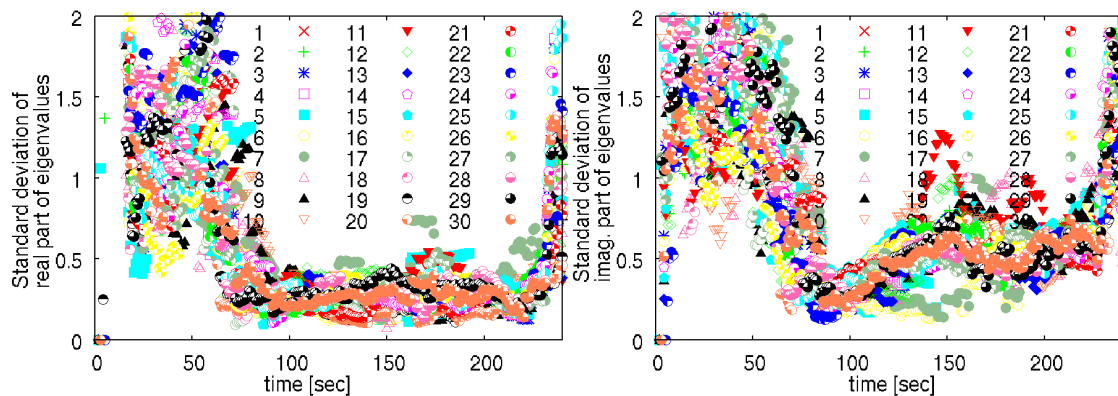 Standard deviation of
real part of eigenvalues
2
1.5
1
0.5
0
0 50 100 150 200
time [sec]
1 11 21
2 12 22
3 13 23
4 14 24
5 15 25
6 16 26
7 17 27
8 18 28
9 19 29
10 20 30
Standard deviation of
imag. part of eigenvalues
2
1.5
1
0.5
0
0 50 100 150 200
time [sec]
1 11 21
2 12 22
3 13 23
4 14 24
5 15 25
6 16 26
7 17 27
8 18 28
9 19 29
20 30